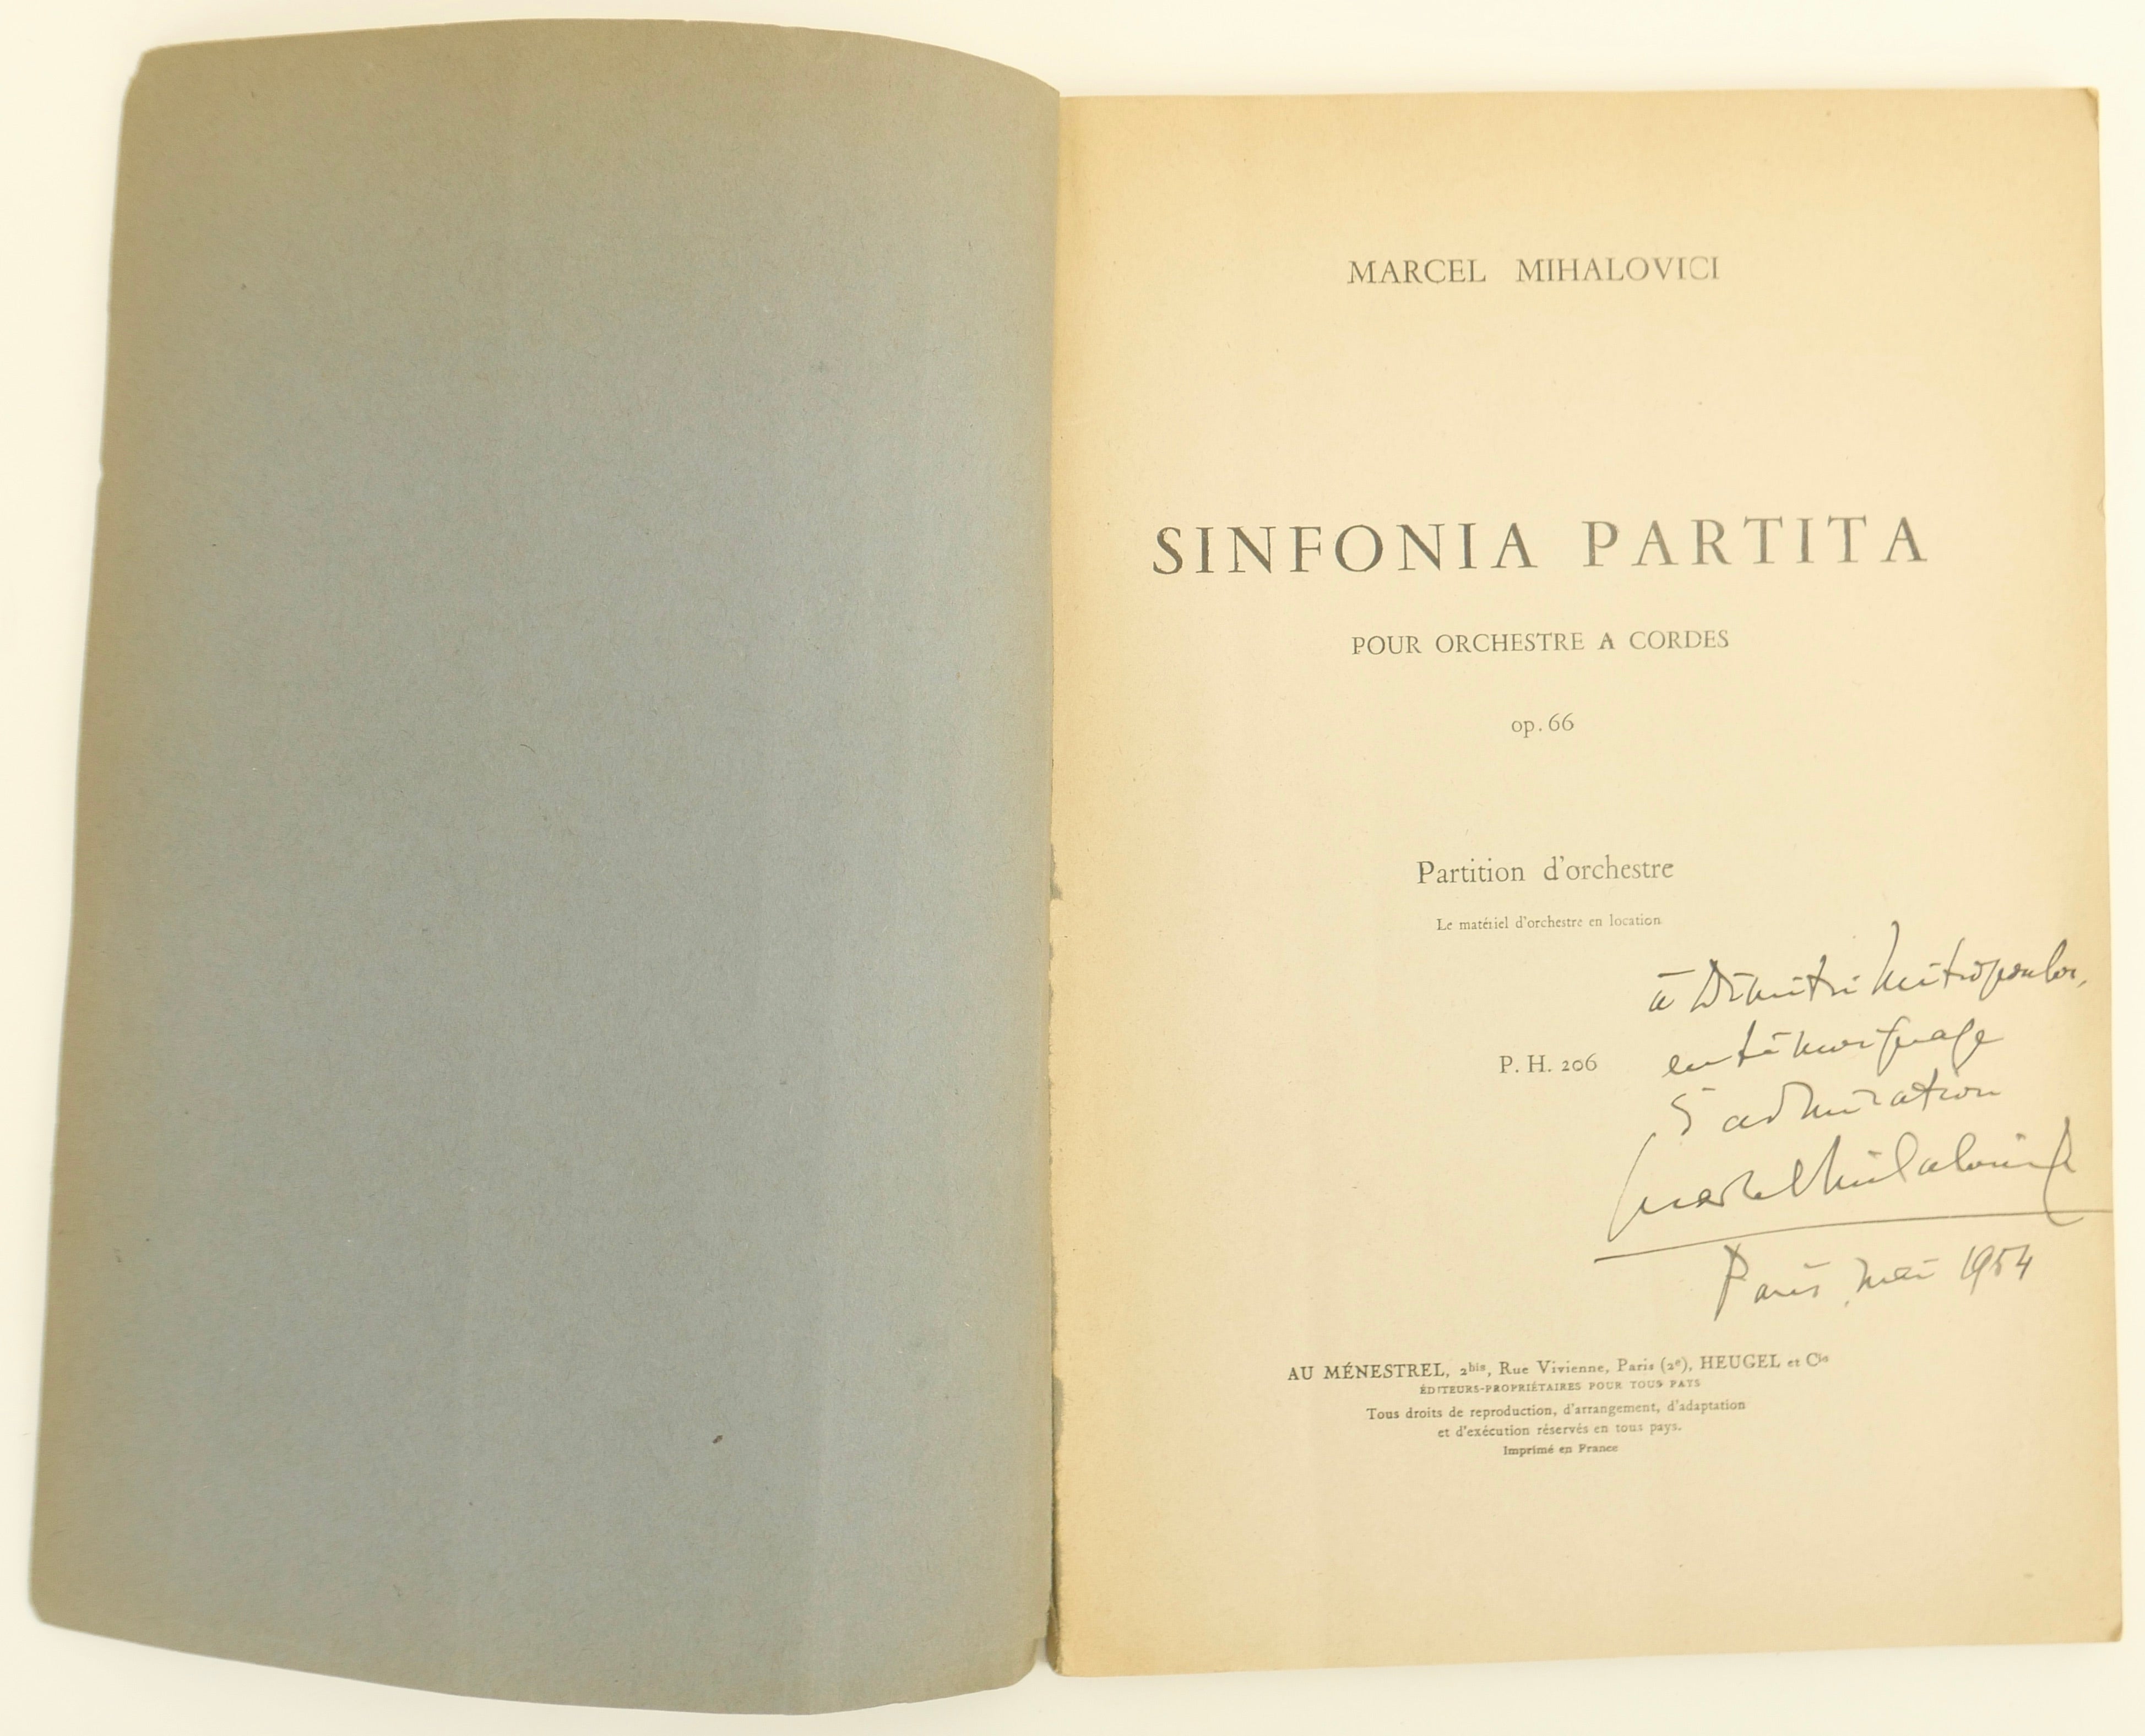 MARCEL MIHALOVICI
SINFONIA PARTITA
POUR ORCHESTRE A CORDES
op. 66
Partition d'orchestre
Le matériel d'orchestre en location
à Dimitri Mitropoulos,
P. H. 206
en témoignage
d'admiration
Marcel Mihalovici
Paris, mai 1954
AU MÉNESTREL, 2bis, Rue Vivienne, Paris (2e), HEUGEL et Cie
ÉDITEURS-PROPRIÉTAIRES POUR TOUS PAYS
Tous droits de reproduction, d'arrangement, d'adaptation
et d'exécution réservés en tous pays.
Imprimé en France